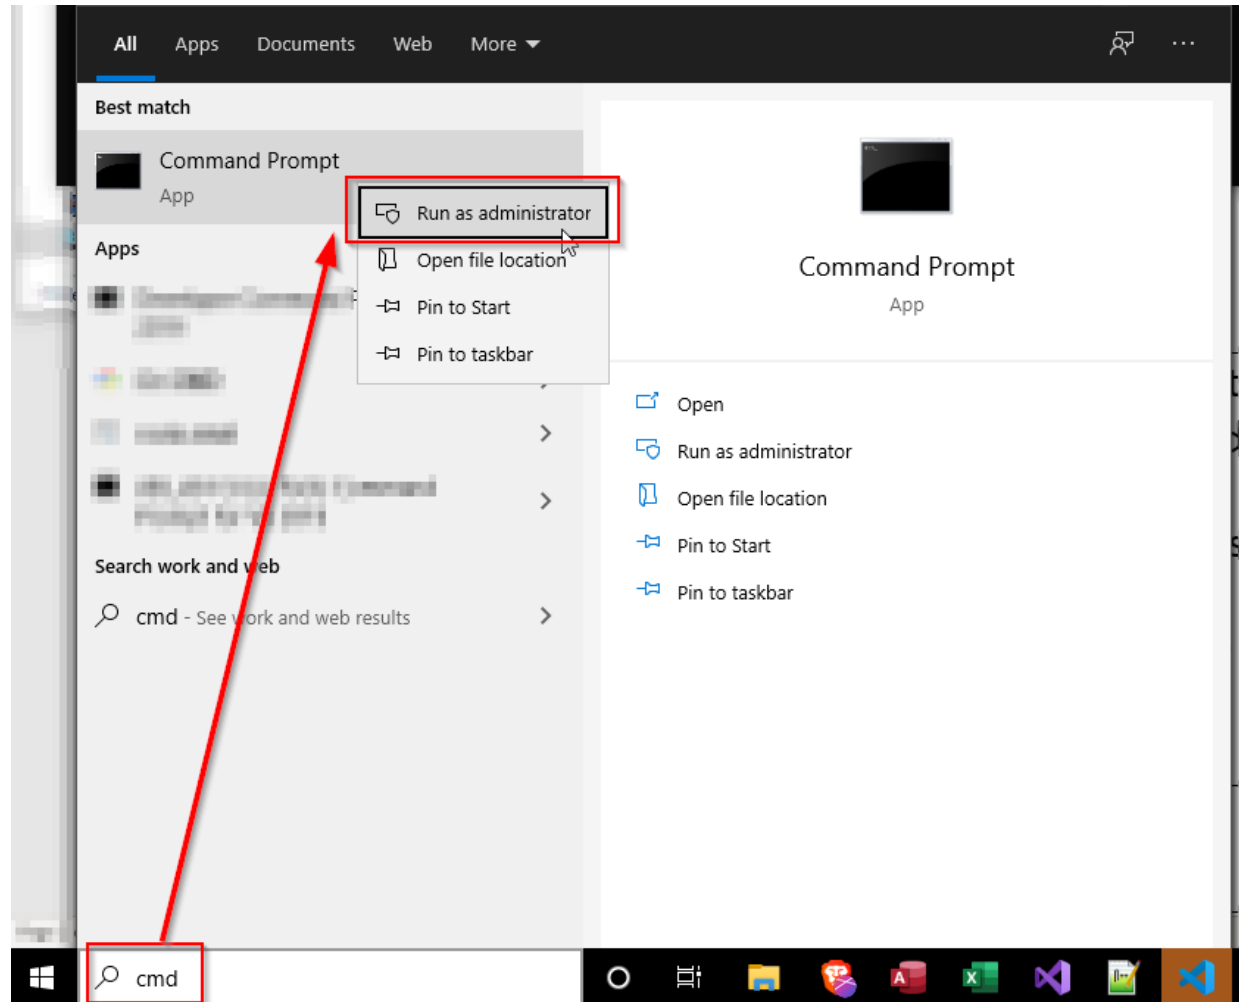 All Apps Documents Web More
Best match
Command Prompt
App
Run as administrator
Open file location
Pin to Start
Pin to taskbar
Apps
Search work and web
cmd - See work and web results
Command Prompt
App
Open
Run as administrator
Open file location
Pin to Start
Pin to taskbar
cmd